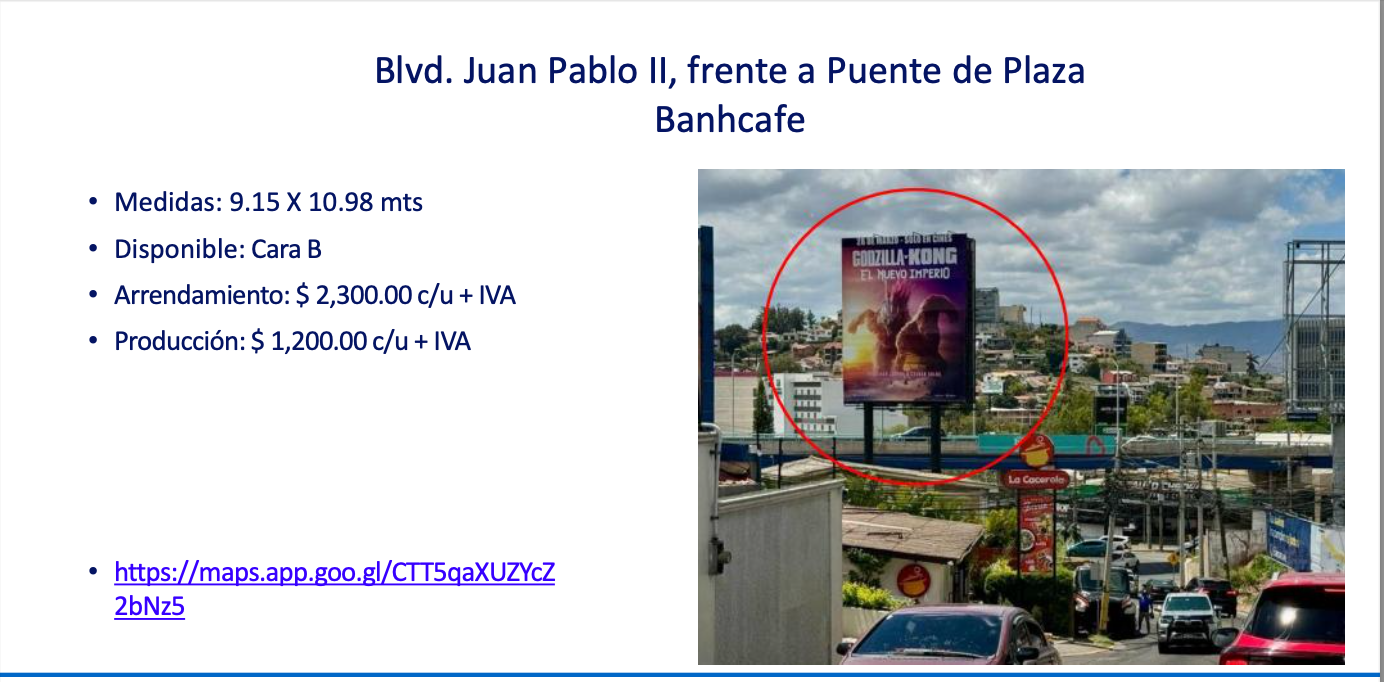 Blvd. Juan Pablo II, frente a Puente de Plaza
Banhcafe
• Medidas: 9.15 X 10.98 mts
• Disponible: Cara B
• Arrendamiento: $ 2,300.00 c/u + IVA
• Producción: $ 1,200.00 c/u + IVA
• https://maps.app.goo.gl/CTT5qaXUZYcZ
2bNz5
GODZILLA·KONG
EL NUEVO IMPERIO
La Cacerola